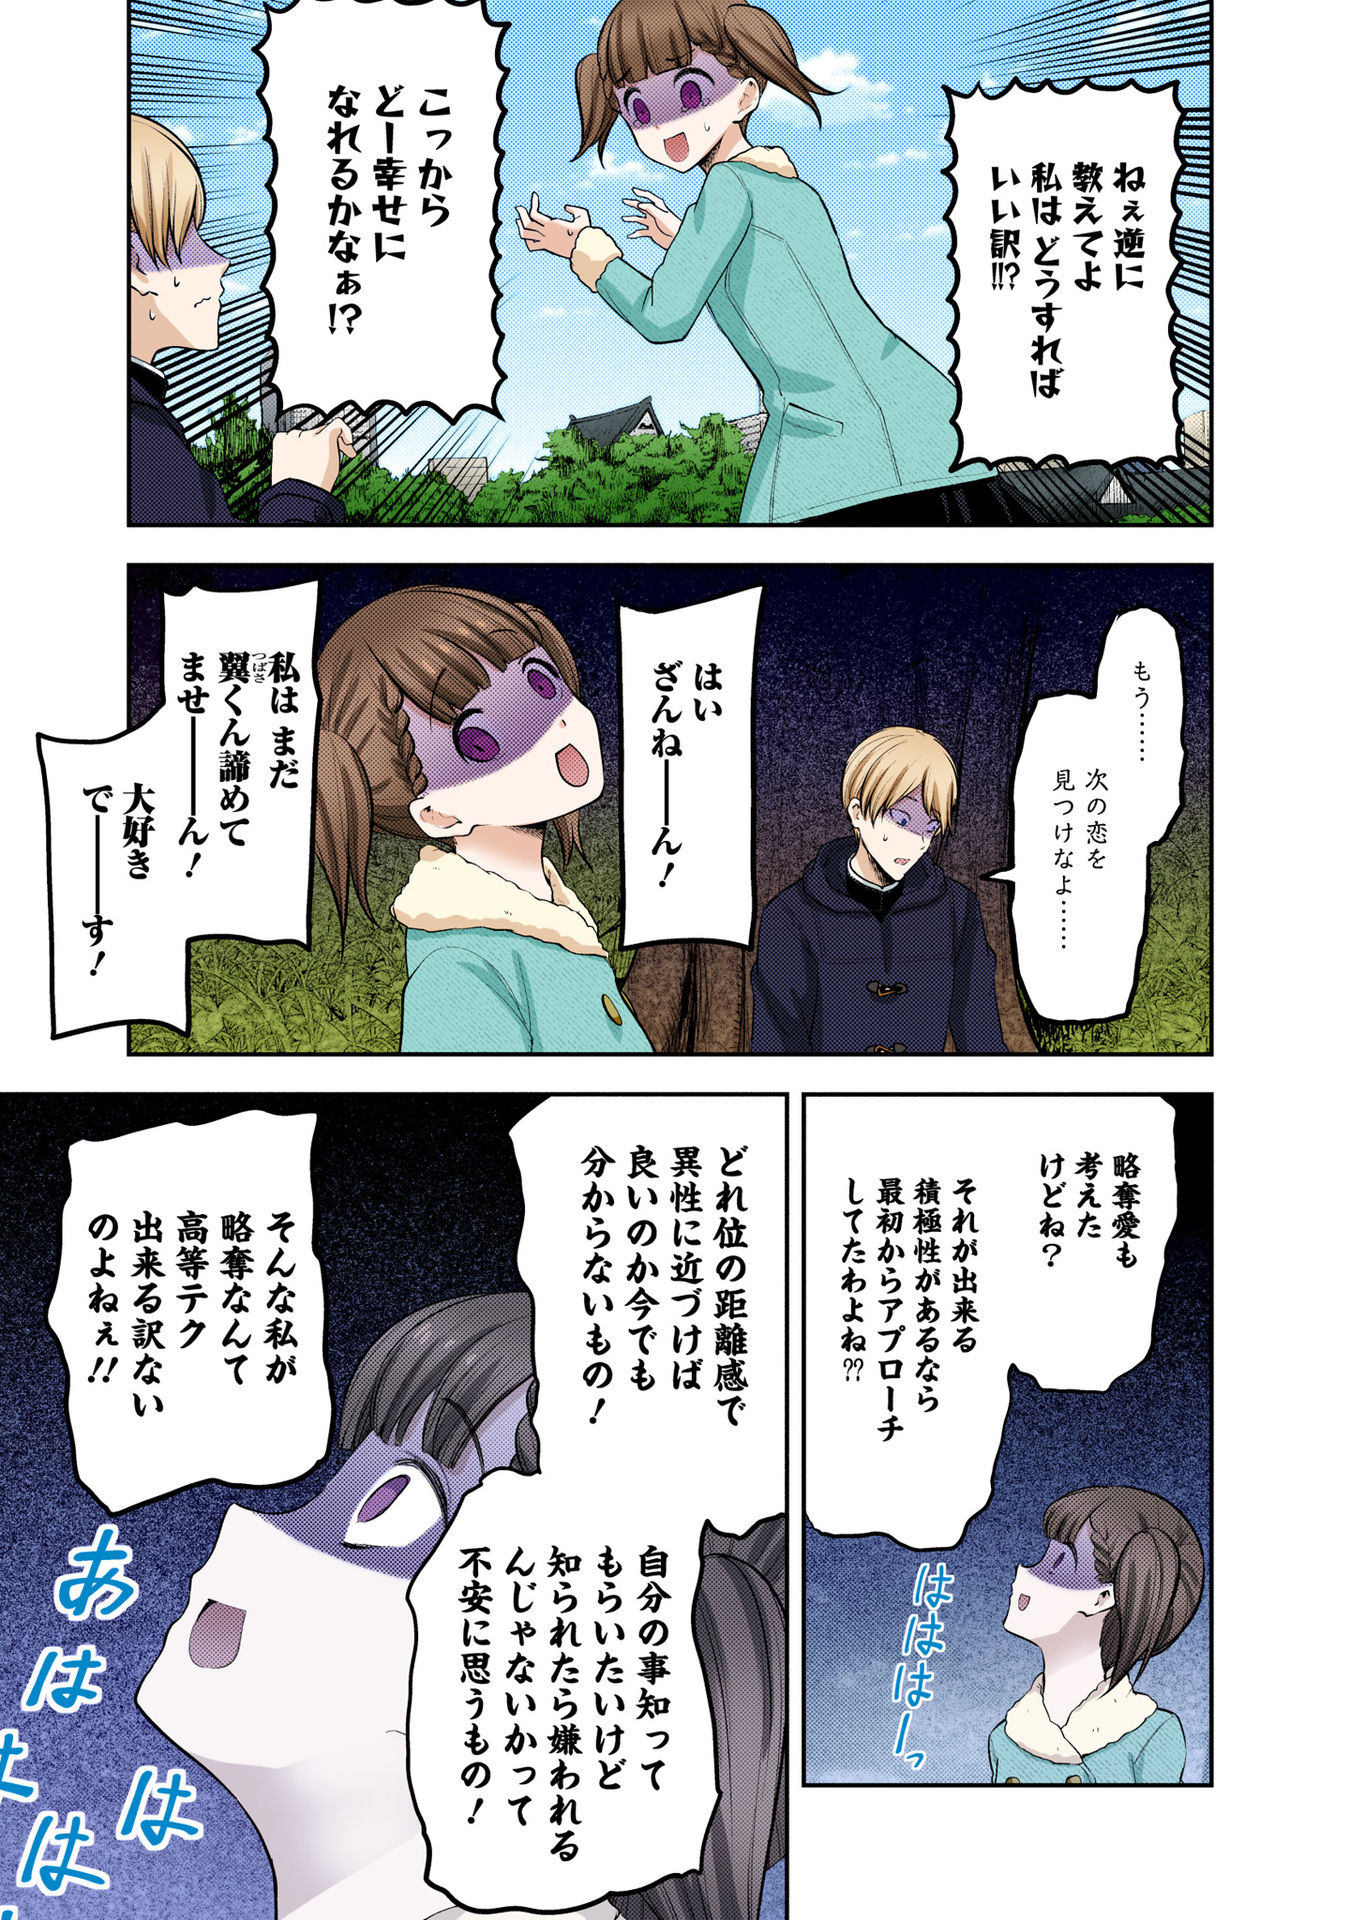 ねぇ逆に
教えてよ
私はどうすれば
いい訳!!?
こっから
どー幸せに
なれるかなぁ!?
もう……
次の恋を
見つけなよ……
はい
ざんねーーん!
私はまだ
翼くん諦めて
つばさ
ませーーん!
大好き
でーーす!
略奪愛も
考えた
けどね？
それが出来る
積極性があるなら
最初からアプローチ
してたわよね??
はははーっ
どれ位の距離感で
異性に近づけば
良いのか今でも
分からないもの!
自分の事知って
もらいたいけど
知られたら嫌われる
んじゃないかって
不安に思うもの!
そんな私が
略奪なんて
高等テク
出来る訳ない
のよねぇ!!
あはははは